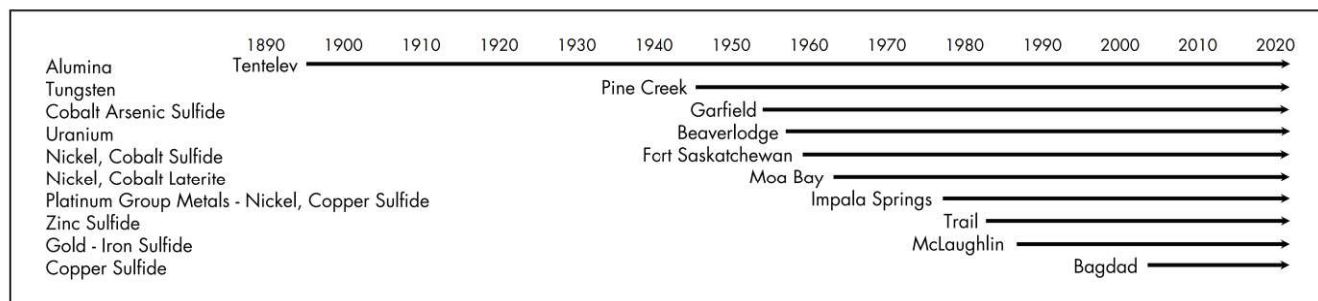 1890 1900 1910 1920 1930 1940 1950 1960 1970 1980 1990 2000 2010 2020
Alumina Tentelev
Tungsten Pine Creek
Cobalt Arsenic Sulfide Garfield
Uranium Beaverlodge
Nickel, Cobalt Sulfide Fort Saskatchewan
Nickel, Cobalt Laterite Moa Bay
Platinum Group Metals - Nickel, Copper Sulfide Impala Springs
Zinc Sulfide Trail
Gold - Iron Sulfide McLaughlin
Copper Sulfide Bagdad